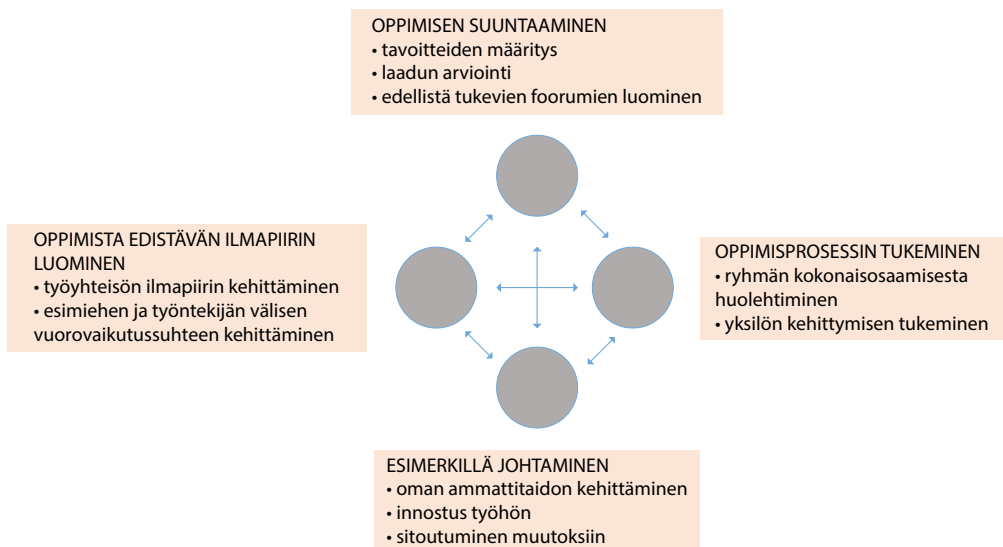 OPPIMISEN SUUNTAAMINEN
• tavoitteiden määritys
• laadun arviointi
• edellistä tukevien foorumien luominen
OPPIMISTA EDISTÄVÄN ILMAPIIRIN
LUOMINEN
• työyhteisön ilmapiirin kehittäminen
• esimiehen ja työntekijän välisen
vuorovaikutussuhteen kehittäminen
OPPIMISPROSESSIN TUKEMINEN
• ryhmän kokonaisosaamisesta
huolehtiminen
• yksilön kehittymisen tukeminen
ESIMERKILLÄ JOHTAMINEN
• oman ammattitaidon kehittäminen
• innostus työhön
• sitoutuminen muutoksiin